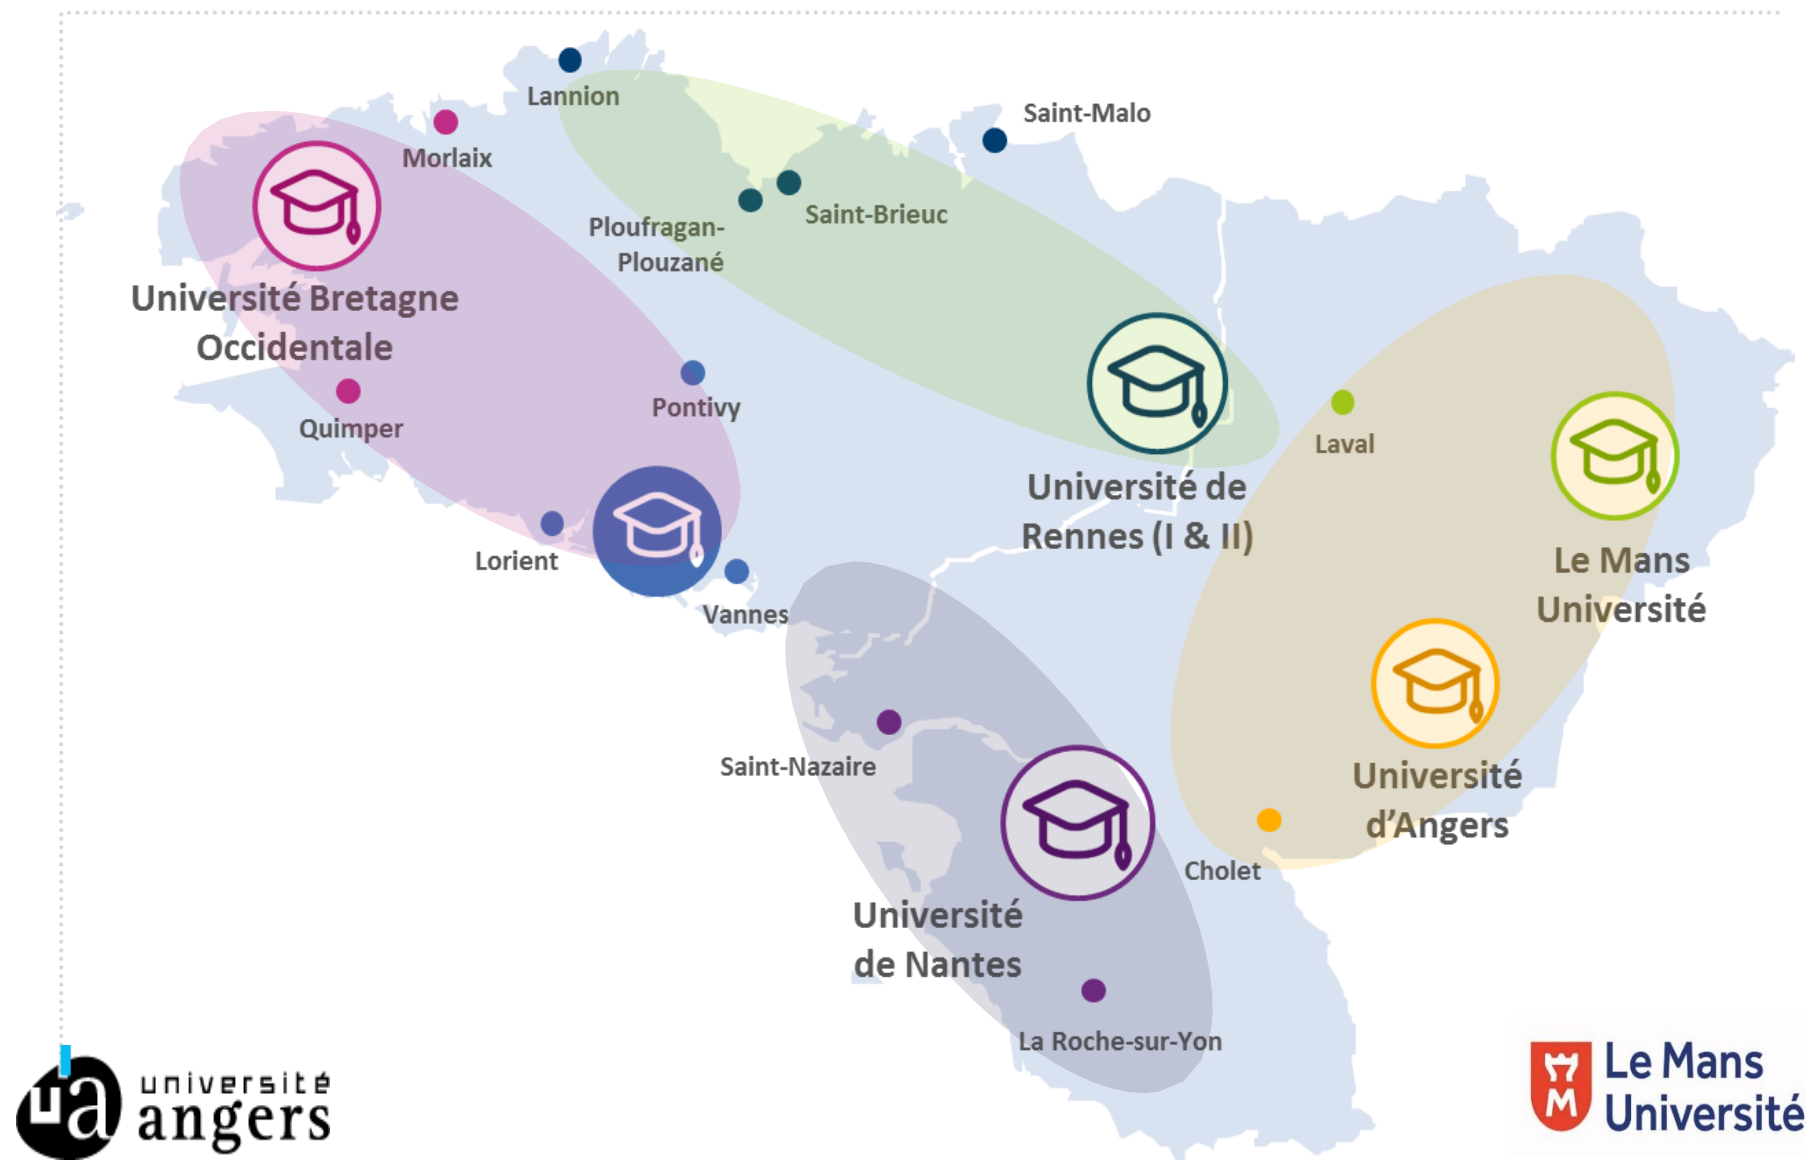 Lannion
Saint-Malo
Morlaix
Saint-Brieuc
Ploufragan-
Plouzané
Université Bretagne
Occidentale
Pontivy
Quimper
Laval
Université de
Rennes (I & II)
Lorient
Le Mans
Université
Vannes
Saint-Nazaire
Université
d'Angers
Cholet
Université
de Nantes
La Roche-sur-Yon
ua
université
angers
M
Le Mans
Université